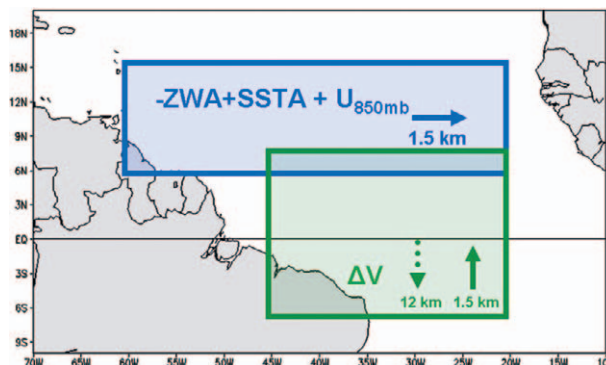 18N
15N
-ZWA+SSTA + U850mb
12N
9N
1.5 km
6N
3N
EQ
3S
ΔV
6S
12 km 1.5 km
9S
70W 65W 60W 55W 50W 45W 40W 35W 30W 25W 20W 15W 10W